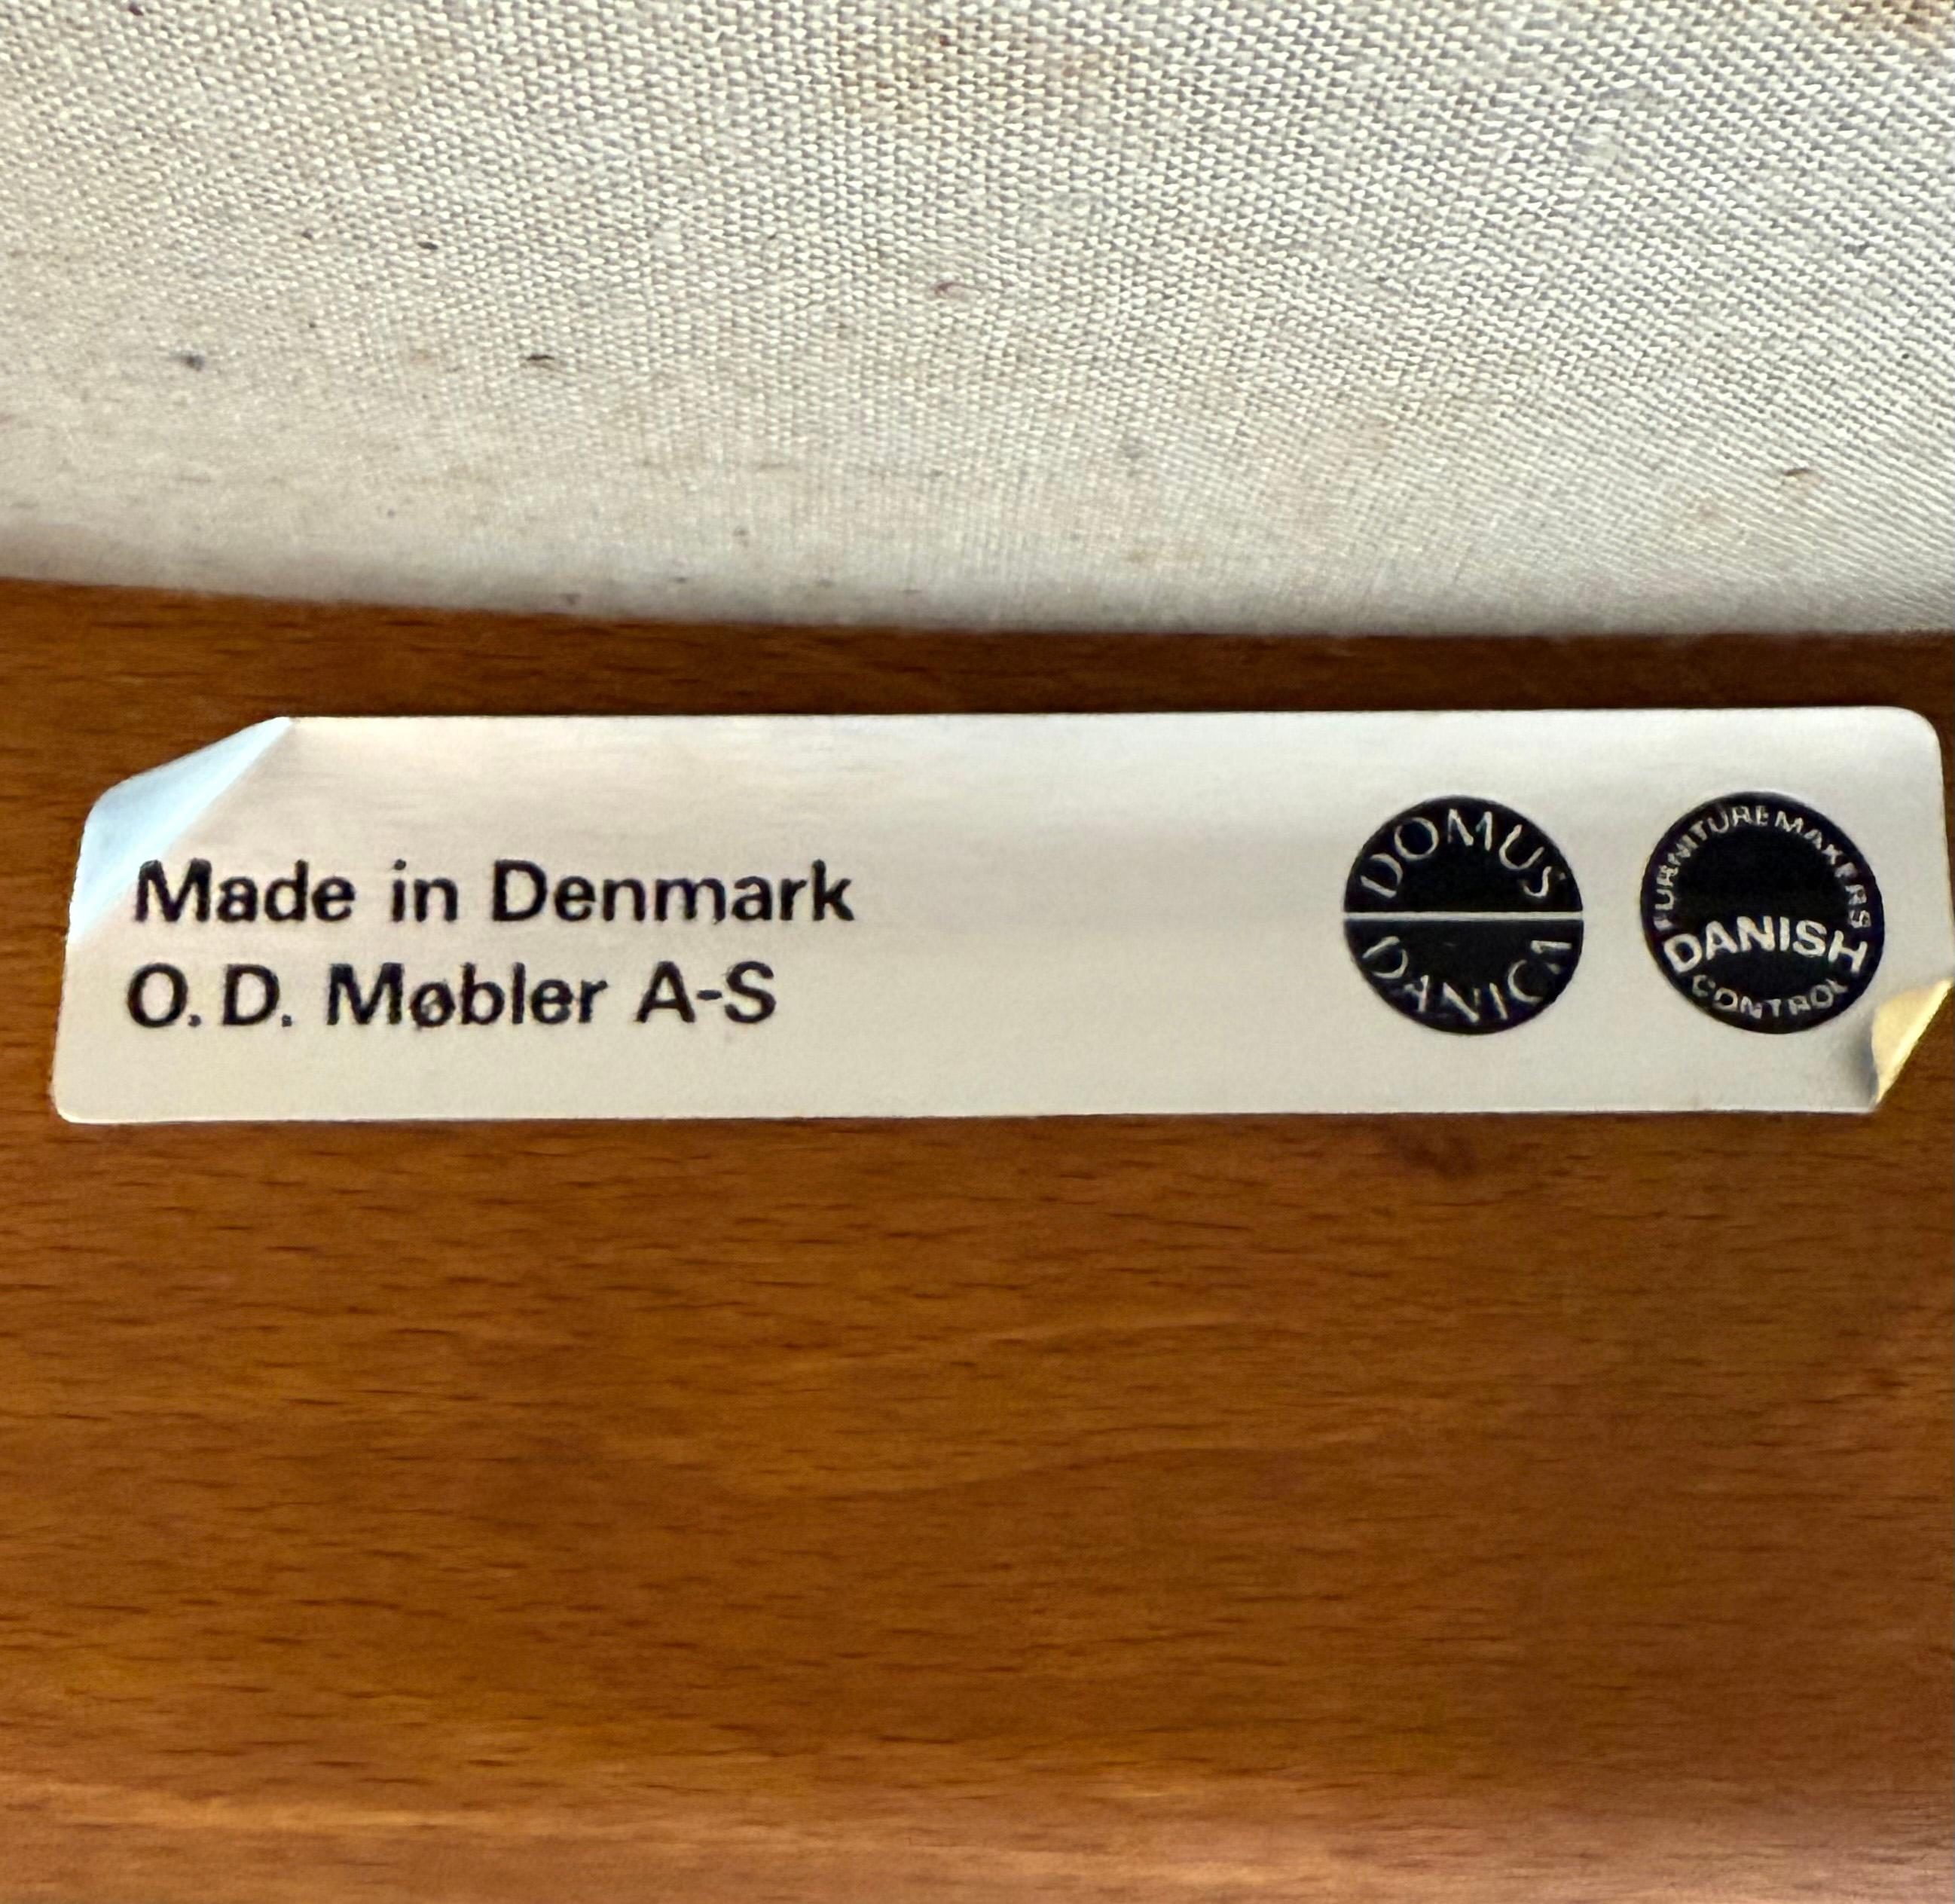 Made in Denmark
O. D. Møbler A-S
DOMUS
DANICA
FURNITUREMAKERS
DANISH
CONTROL